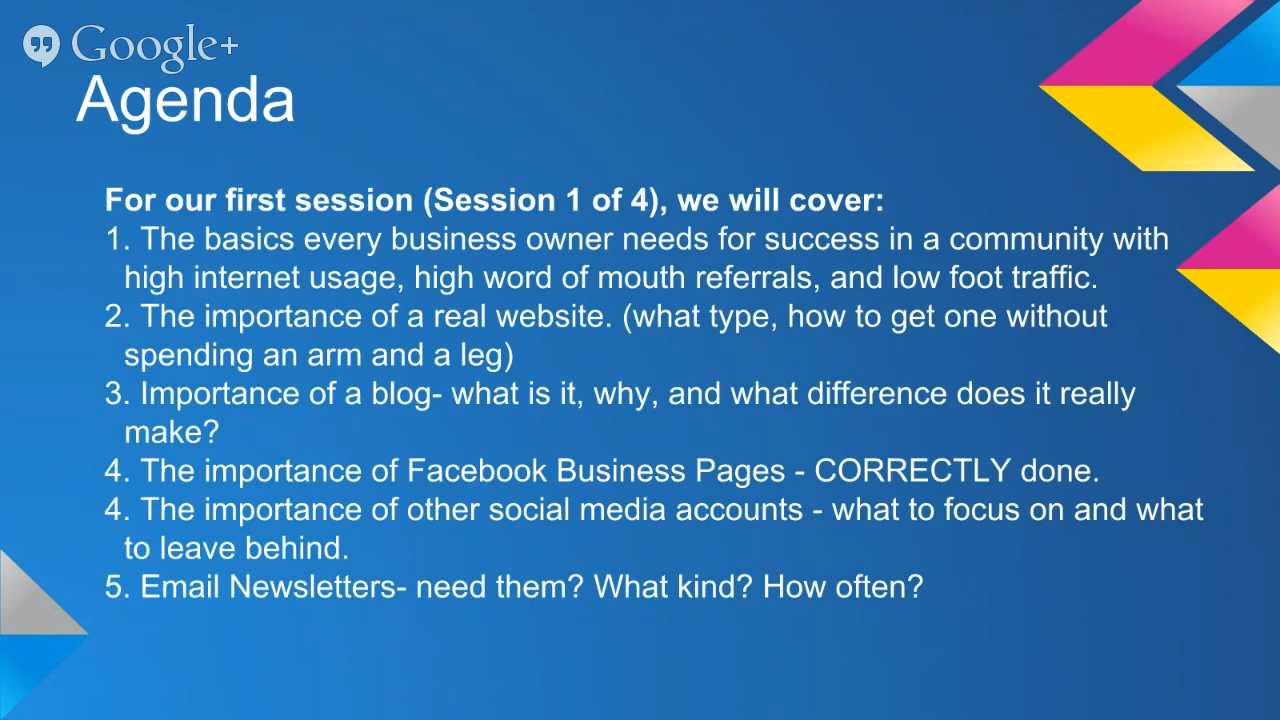 Google+
Agenda
For our first session (Session 1 of 4), we will cover:
1. The basics every business owner needs for success in a community with
high internet usage, high word of mouth referrals, and low foot traffic.
2. The importance of a real website. (what type, how to get one without
spending an arm and a leg)
3. Importance of a blog- what is it, why, and what difference does it really
make?
4. The importance of Facebook Business Pages - CORRECTLY done.
4. The importance of other social media accounts - what to focus on and what
to leave behind.
5. Email Newsletters- need them? What kind? How often?